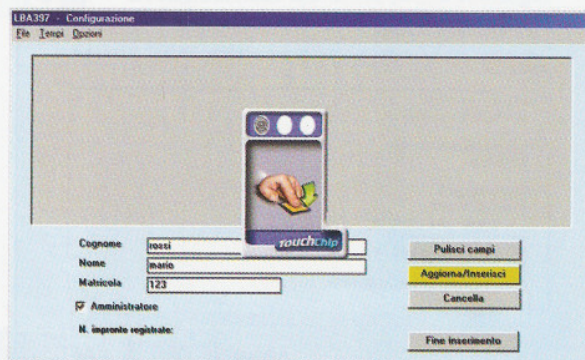 LBA397 - Configurazione
File Tempi Opzioni
TouchChip
Cognome rossi
Pulisci campi
Nome mario
Aggiorna/Inserisci
Matricola 123
Cancella
Amministratore
N. impronte registrate:
Fine inserimento